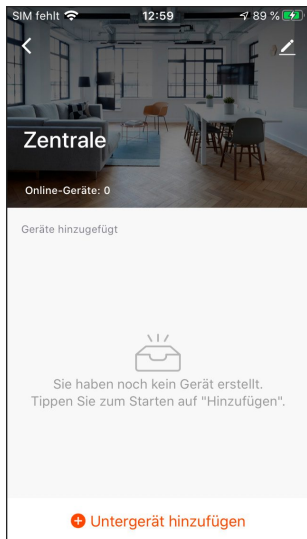 SIM fehlt 12:59 89 %
Zentrale
Online-Geräte: 0
Geräte hinzugefügt
Sie haben noch kein Gerät erstellt.
Tippen Sie zum Starten auf "Hinzufügen".
Untergerät hinzufügen